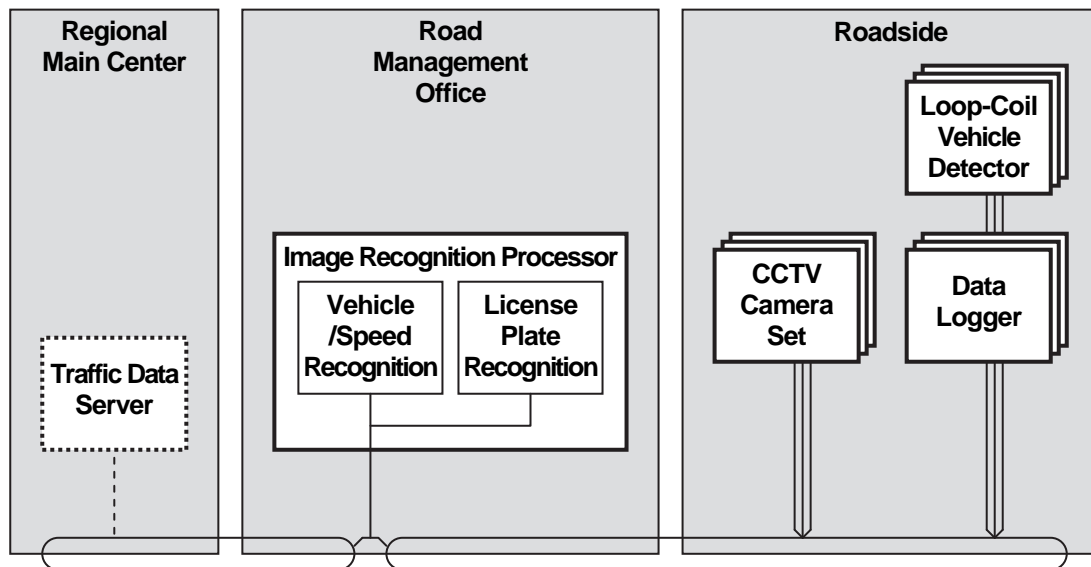 Regional
Main Center
Road
Management
Office
Roadside
Loop-Coil
Vehicle
Detector
Image Recognition Processor
Vehicle
/Speed
Recognition
License
Plate
Recognition
CCTV
Camera
Set
Data
Logger
Traffic Data
Server